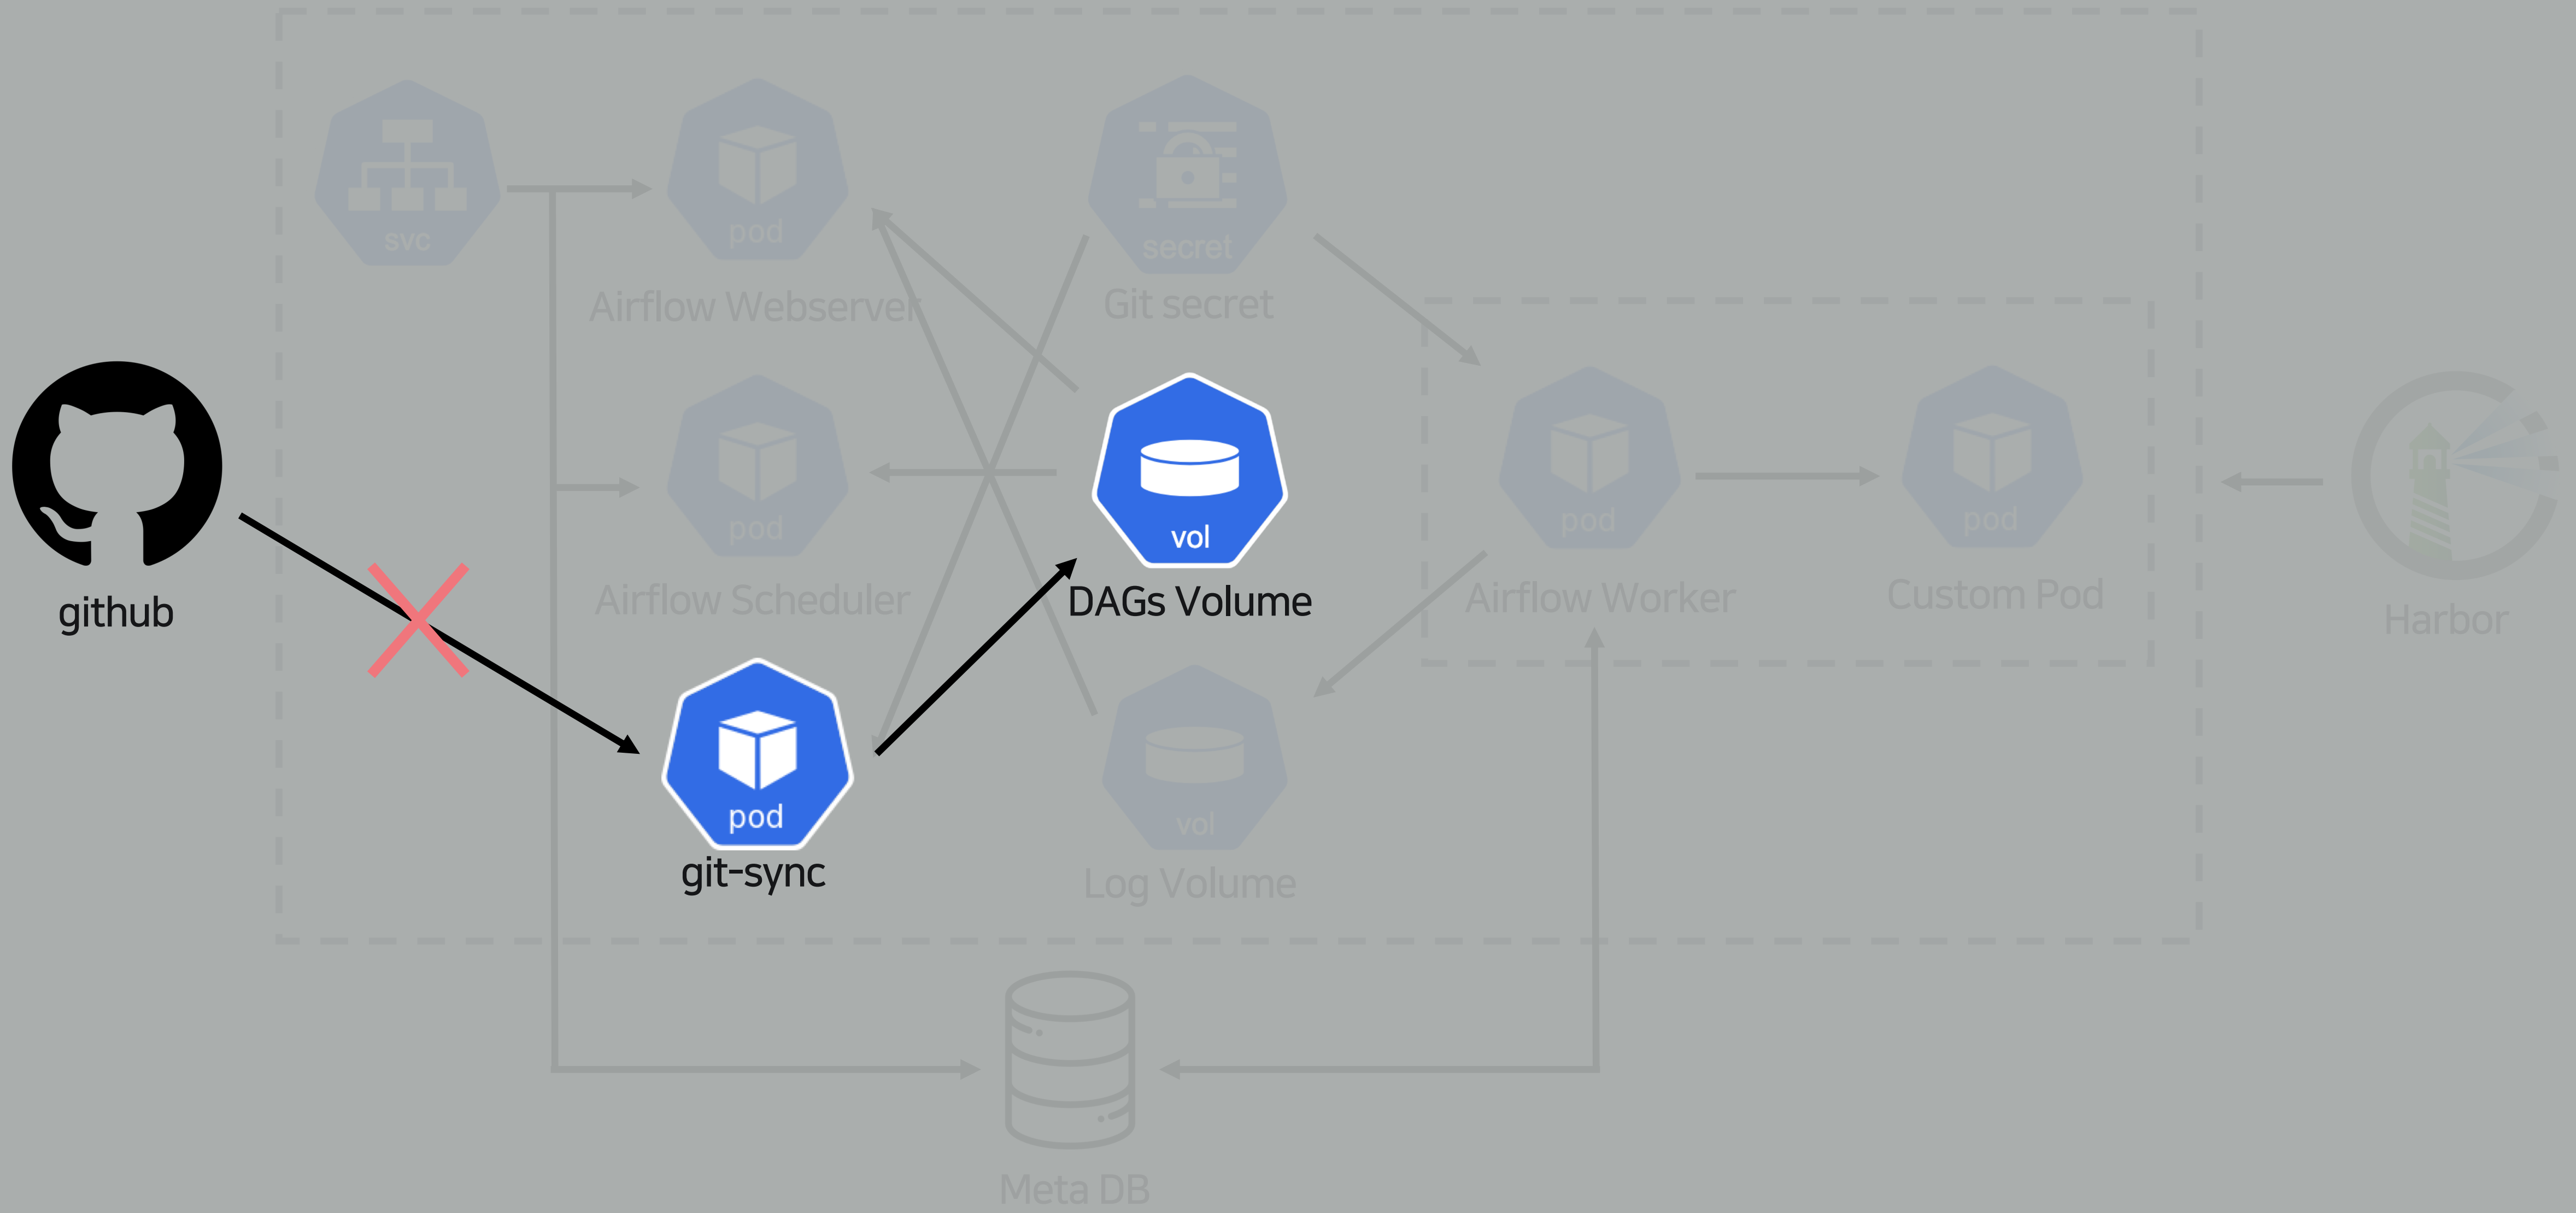 svc
pod
Airflow Webserver
secret
Git secret
github
pod
Airflow Scheduler
vol
DAGs Volume
pod
Airflow Worker
pod
Custom Pod
Harbor
pod
git-sync
vol
Log Volume
Meta DB